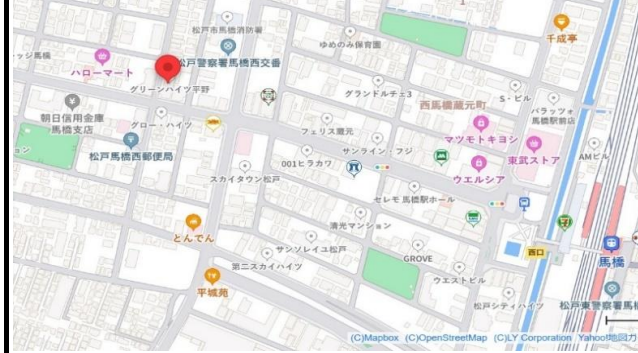 千成亭
松戸市馬橋消防署
ゆめのみ保育園
ッジ馬橋
松戸警察署馬橋西交番
ハローマート
グリーンハイツ平野
グランドルチェ3
S・ビル
西馬橋蔵元町
パラッツォ
馬橋駅前店
朝日信用金庫
馬橋支店
グロー・ハイツ
フェリス蔵元
マツモトキヨシ
東武ストア
AMビル
松戸馬橋西郵便局
サンライン・フジ
001ヒラカワ
ウエルシア
スカイタウン松戸
セレモ 馬橋駅ホール
とんでん
清光マンション
サンソレイユ松戸
GROVE
西口
馬橋
第二スカイハイツ
平城苑
ウエストビル
松戸シティハイツ
松戸東警察署馬
(C)Mapbox (C)OpenStreetMap (C)LY Corporation Yahoo!地図ガ